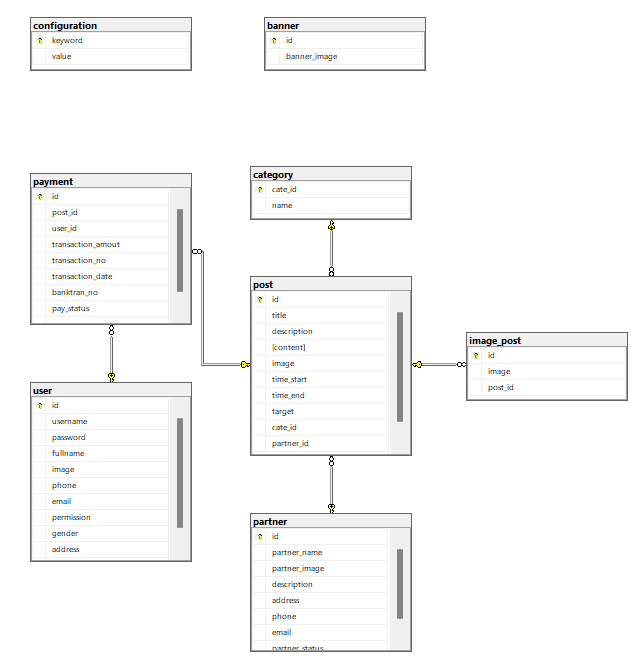 configuration
keyword
value
banner
id
banner_image
payment
id
post_id
user_id
transaction_amout
transaction_no
transaction_date
banktran_no
pay_status
category
cate_id
name
post
id
title
description
[content]
image
time_start
time_end
target
cate_id
partner_id
image_post
id
image
post_id
user
id
username
password
fullname
image
phone
email
permission
gender
address
partner
id
partner_name
partner_image
description
address
phone
email
partner_status